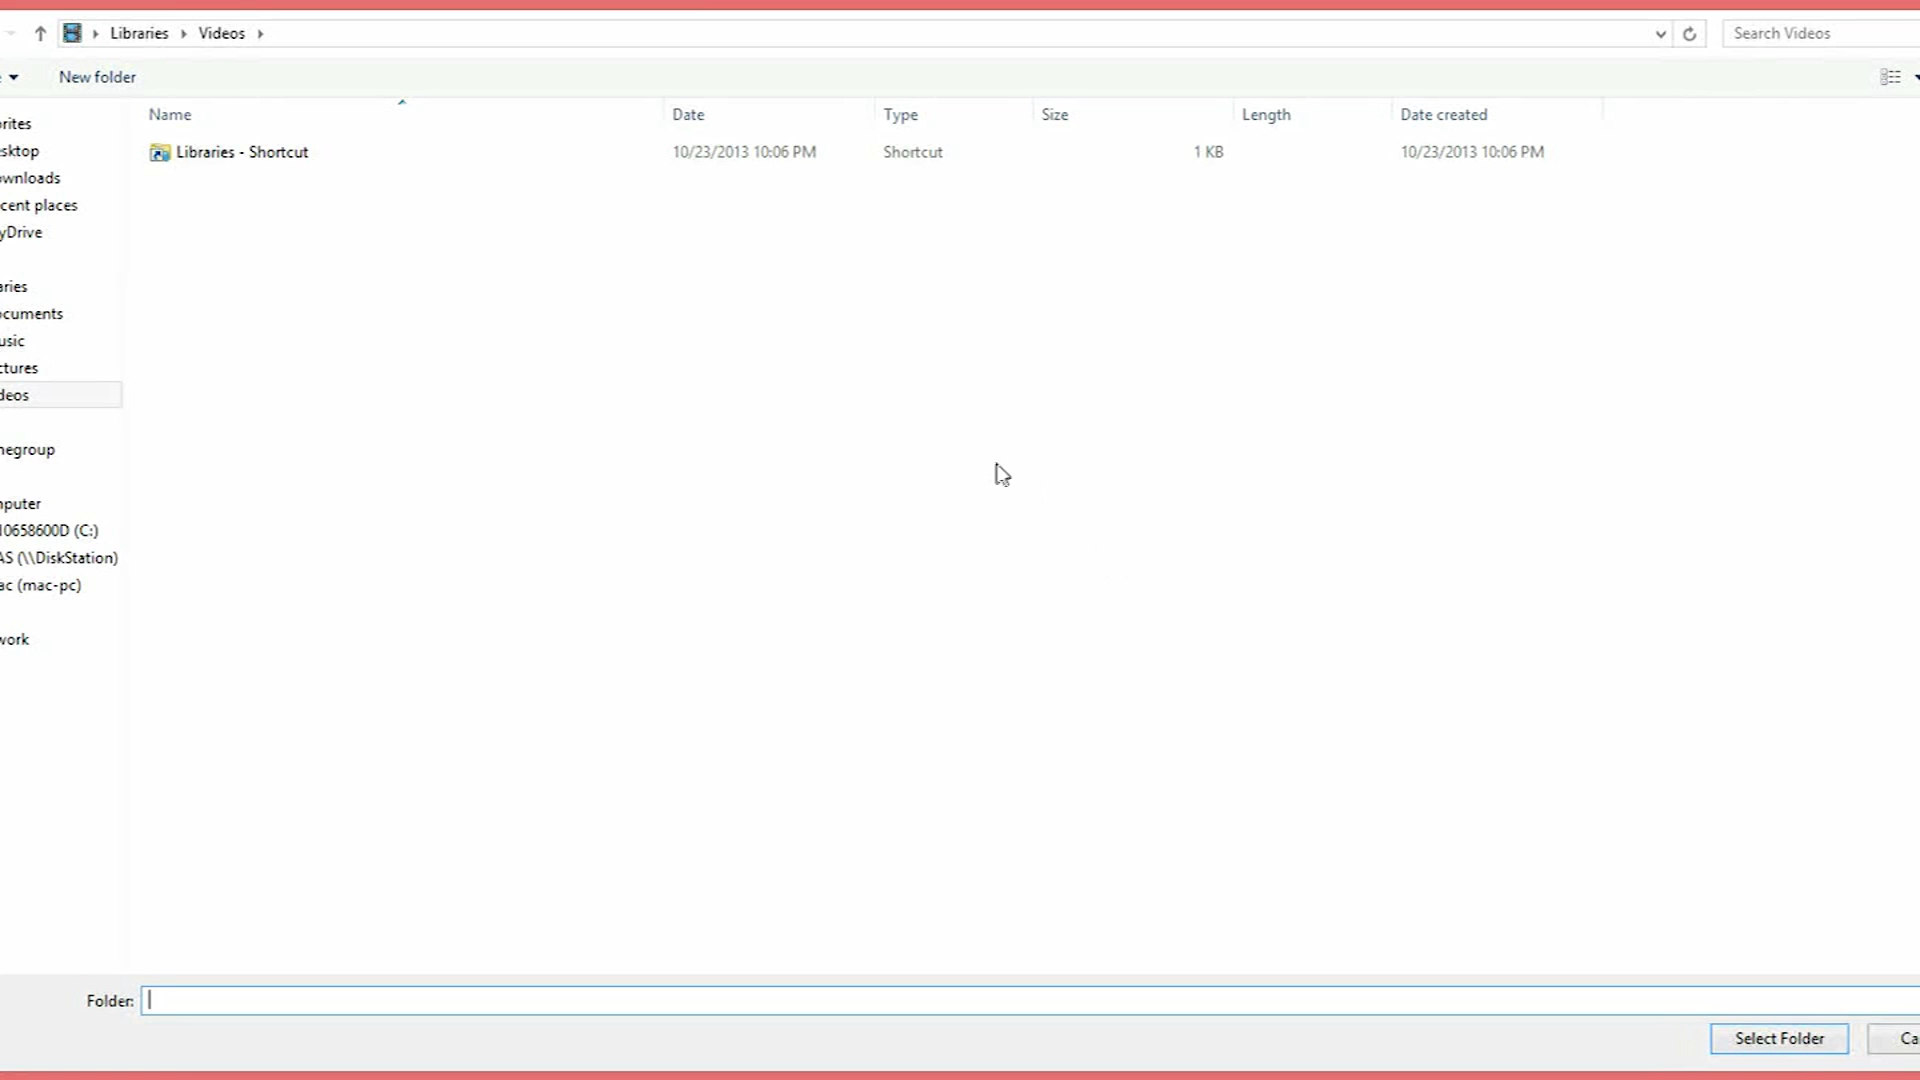 Libraries Videos
Search Videos
New folder
Name Date Type Size Length Date created
Libraries - Shortcut 10/23/2013 10:06 PM Shortcut 1 KB 10/23/2013 10:06 PM
rites
sktop
wnloads
cent places
yDrive
aries
ocuments
usic
ctures
deos
negroup
nputer
10658600D (C:)
AS (\\DiskStation)
ac (mac-pc)
work
Folder:
Select Folder
Ca